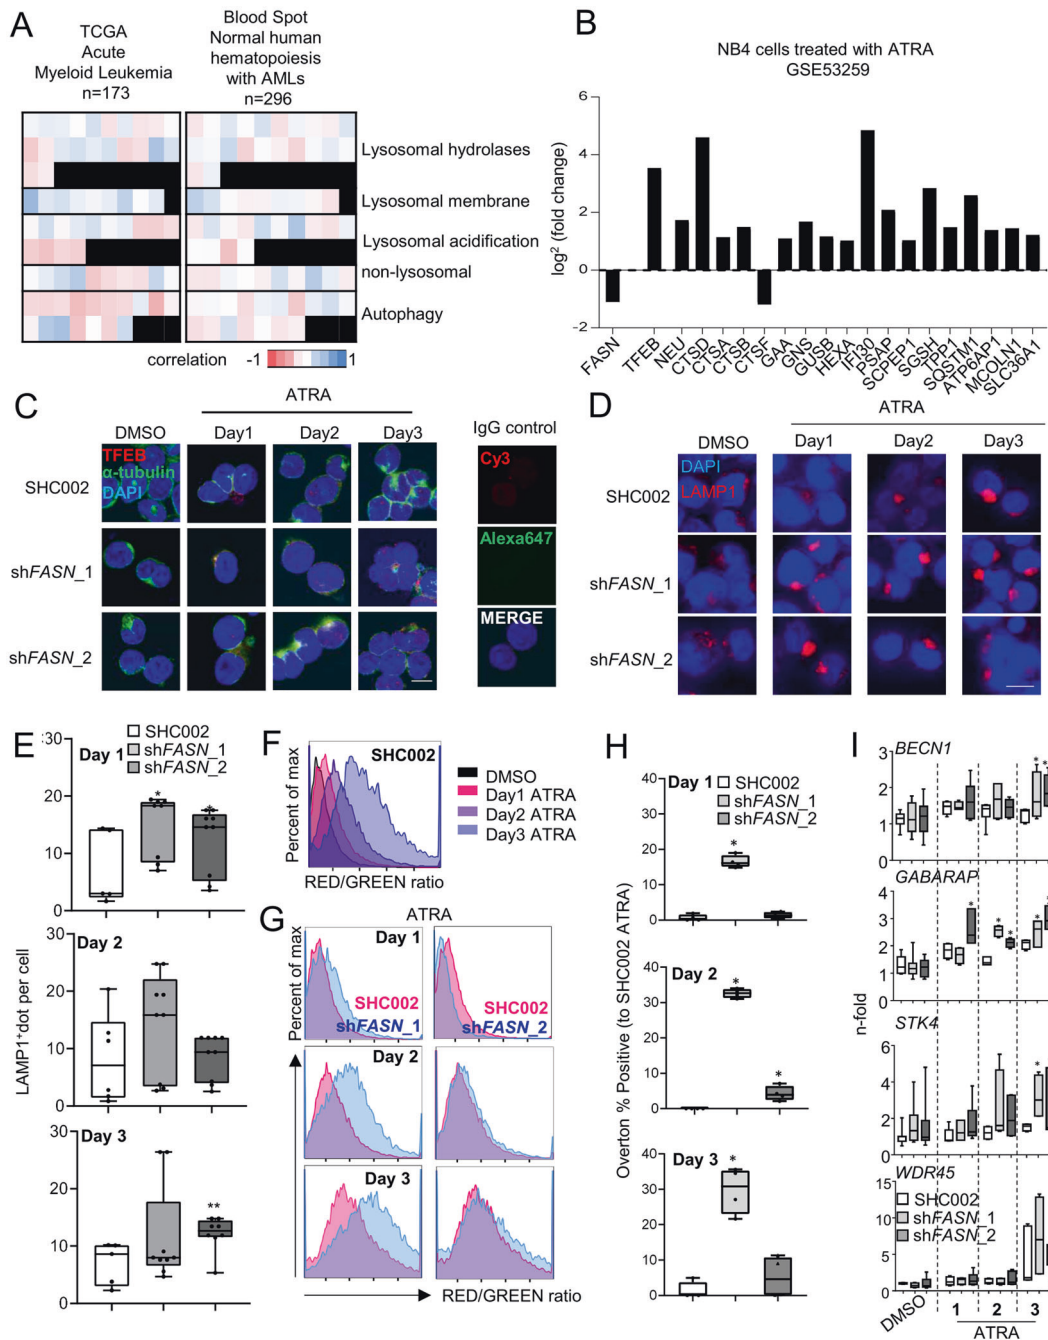 A
TCGA
Acute
Myeloid Leukemia
n=173
Blood Spot
Normal human
hematopoiesis
with AMLs
n=296
Lysosomal hydrolases
Lysosomal membrane
Lysosomal acidification
non-lysosomal
Autophagy
correlation -1 1
B
NB4 cells treated with ATRA
GSE53259
log² (fold change)
6
4
2
0
-2
FASN
TFEB
NEU
CTSD
CTSA
CTSB
CTSF
GAA
GNS
GUSB
HEXA
IFI30
PSAP
SCPEP1
SGSH
TPP1
SQSTM1
ATP6AP1
MCOLN1
SLC36A1
C
ATRA
DMSO Day1 Day2 Day3
IgG control
SHC002
TFEB
α-tubulin
DAPI
shFASN_1
shFASN_2
Cy3
Alexa647
MERGE
D
ATRA
DMSO Day1 Day2 Day3
SHC002
DAPI
LAMP1
shFASN_1
shFASN_2
E
SHC002
shFASN_1
shFASN_2
LAMP1⁺dot per cell
Day 1
30
20
10
0
* *
Day 2
30
20
10
0
Day 3
30
20
10
0
**
F
SHC002
Percent of max
RED/GREEN ratio
DMSO
Day1 ATRA
Day2 ATRA
Day3 ATRA
G
ATRA
Percent of max
Day 1
SHC002
shFASN_1
SHC002
shFASN_2
Day 2
Day 3
RED/GREEN ratio
H
Overton % Positive (to SHC002 ATRA)
Day 1
SHC002
shFASN_1
shFASN_2
40
30
20
10
0
*
Day 2
40
30
20
10
0
*
*
Day 3
40
30
20
10
0
*
I
n-fold
BECN1
3
2
1
0
* *
GABARAP
4
3
2
1
0
* * * * *
STK4
6
4
2
0
*
WDR45
SHC002
shFASN_1
shFASN_2
15
10
5
0
DMSO 1 2 3
ATRA